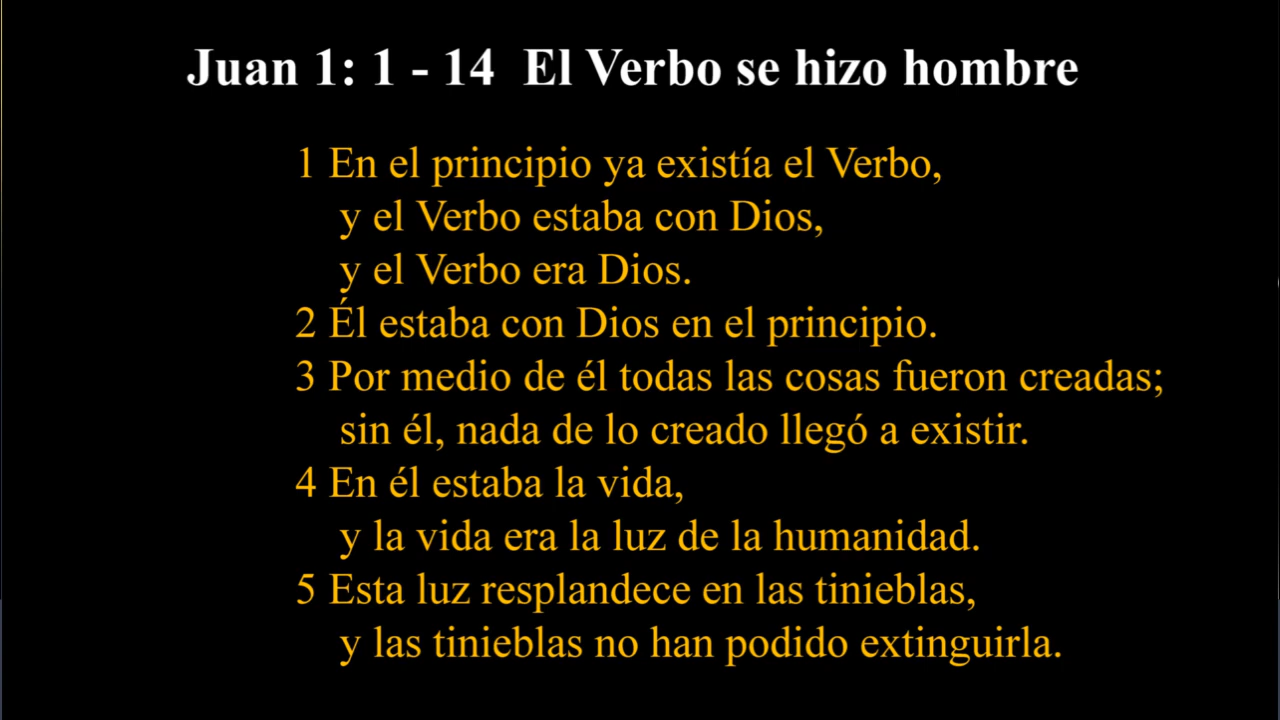 Juan 1: 1 - 14 El Verbo se hizo hombre
1 En el principio ya existía el Verbo,
y el Verbo estaba con Dios,
y el Verbo era Dios.
2 Él estaba con Dios en el principio.
3 Por medio de él todas las cosas fueron creadas;
sin él, nada de lo creado llegó a existir.
4 En él estaba la vida,
y la vida era la luz de la humanidad.
5 Esta luz resplandece en las tinieblas,
y las tinieblas no han podido extinguirla.